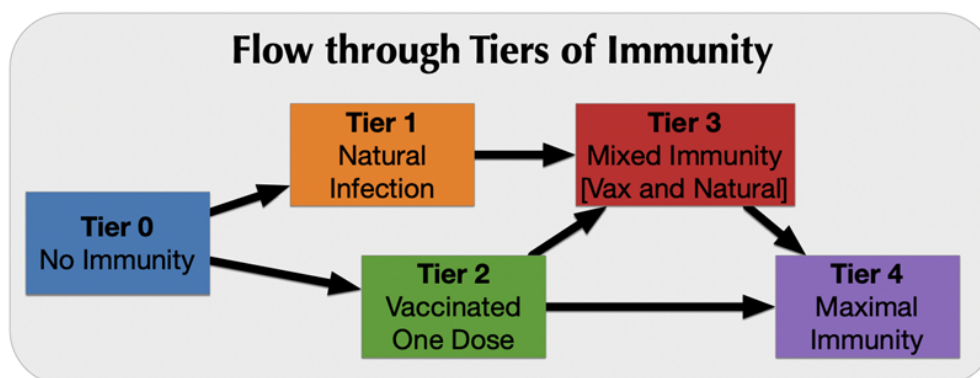 Flow through Tiers of Immunity
Tier 1
Natural
Infection
Tier 3
Mixed Immunity
[Vax and Natural]
Tier 0
No Immunity
Tier 2
Vaccinated
One Dose
Tier 4
Maximal
Immunity